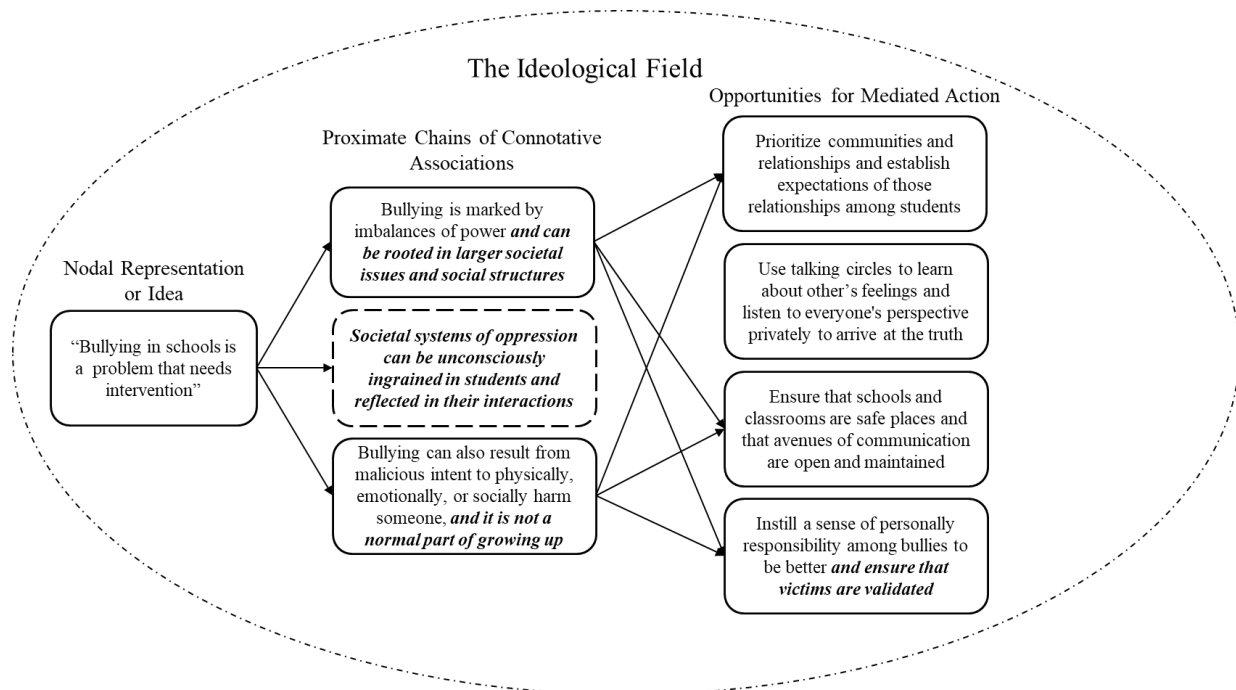 The Ideological Field
Nodal Representation
or Idea
“Bullying in schools is
a problem that needs
intervention”
Proximate Chains of Connotative
Associations
Bullying is marked by
imbalances of power and can
be rooted in larger societal
issues and social structures
Societal systems of oppression
can be unconsciously
ingrained in students and
reflected in their interactions
Bullying can also result from
malicious intent to physically,
emotionally, or socially harm
someone, and it is not a
normal part of growing up
Opportunities for Mediated Action
Prioritize communities and
relationships and establish
expectations of those
relationships among students
Use talking circles to learn
about other’s feelings and
listen to everyone's perspective
privately to arrive at the truth
Ensure that schools and
classrooms are safe places and
that avenues of communication
are open and maintained
Instill a sense of personally
responsibility among bullies to
be better and ensure that
victims are validated